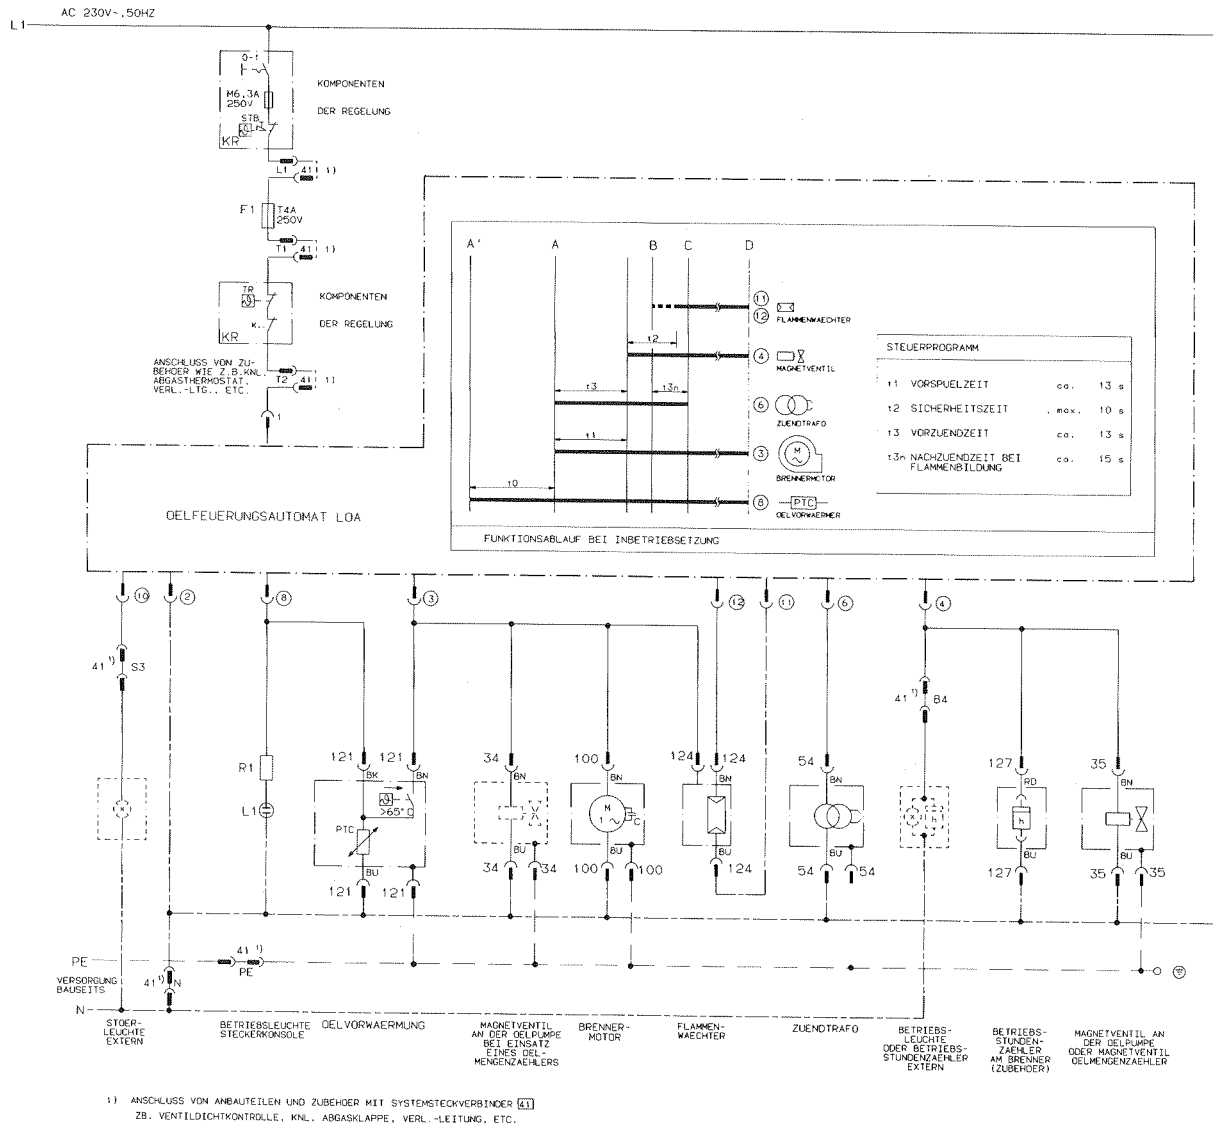 AC 230V~,50HZ
L1
0-1
M6,3A
250V
STB
KR
KOMPONENTEN
DER REGELUNG
L1 41 1)
F1
T4A
250V
T1 41 1)
TR
K..
KR
KOMPONENTEN
DER REGELUNG
ANSCHLUSS VON ZU-
BEHOER WIE Z.B.KNL.
ABGASTHERMOSTAT,
VERL.-LTG., ETC.
T2 41 1)
1
A' A B C D
11
12
FLAMMENWAECHTER
t2
4
MAGNETVENTIL
t3 t3n
6
ZUENDTRAFO
t1
3
M
~
BRENNERMOTOR
t0
8
PTC
OELVORWAERMER
STEUERPROGRAMM
t1 VORSPUELZEIT ca. 13 s
t2 SICHERHEITSZEIT max. 10 s
t3 VORZUENDZEIT ca. 13 s
t3n NACHZUENDZEIT BEI ca. 15 s
FLAMMENBILDUNG
OELFEUERUNGSAUTOMAT LOA
FUNKTIONSABLAUF BEI INBETRIEBSETZUNG
10 2 8 3 12 11 6 4
41 1) S3
41 1) B4
R1
L1
121 121 34 100 124 124 54 127 35
BK BN BN BN BN BN RD BN
>65°C
PTC
M
1 ~
C
h
h
BU BU BU BU BU BU BU
121 121 34 34 100 100 124 54 54 127 35 35
PE
41 1)
PE
VERSORGUNG
BAUSEITS
41 1) N
N
STOER-
LEUCHTE
EXTERN
BETRIEBSLEUCHTE
STECKERKONSOLE
OELVORWAERMUNG
MAGNETVENTIL
AN DER OELPUMPE
BEI EINSATZ
EINES OEL-
MENGENZAEHLERS
BRENNER-
MOTOR
FLAMMEN-
WAECHTER
ZUENDTRAFO
BETRIEBS-
LEUCHTE
ODER BETRIEBS-
STUNDENZAEHLER
EXTERN
BETRIEBS-
STUNDEN-
ZAEHLER
AM BRENNER
(ZUBEHOER)
MAGNETVENTIL AN
DER OELPUMPE
ODER MAGNETVENTIL
OELMENGENZAEHLER
1) ANSCHLUSS VON ANBAUTEILEN UND ZUBEHOER MIT SYSTEMSTECKVERBINDER 41
ZB. VENTILDICHTKONTROLLE, KNL. ABGASKLAPPE, VERL.-LEITUNG, ETC.